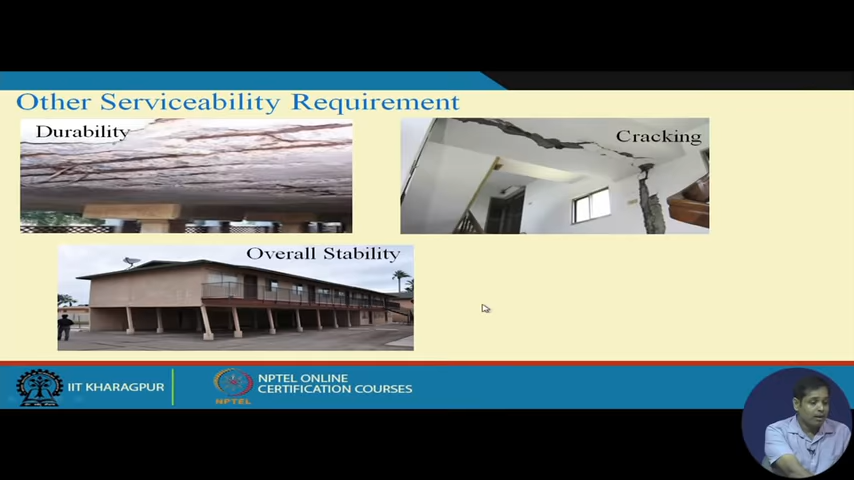 Other Serviceability Requirement
Durability
Cracking
Overall Stability
IIT KHARAGPUR
NPTEL ONLINE
CERTIFICATION COURSES
NPTEL